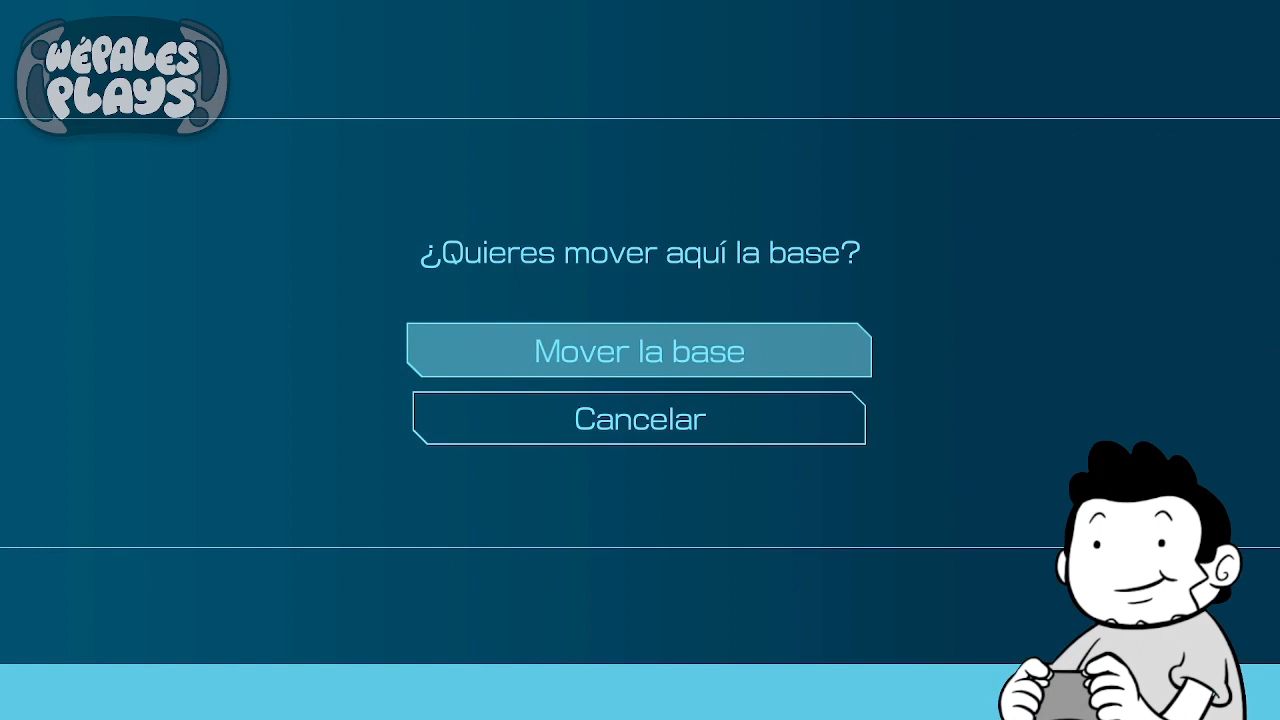 WÉPALES
PLAYS
¿Quieres mover aquí la base?
Mover la base
Cancelar